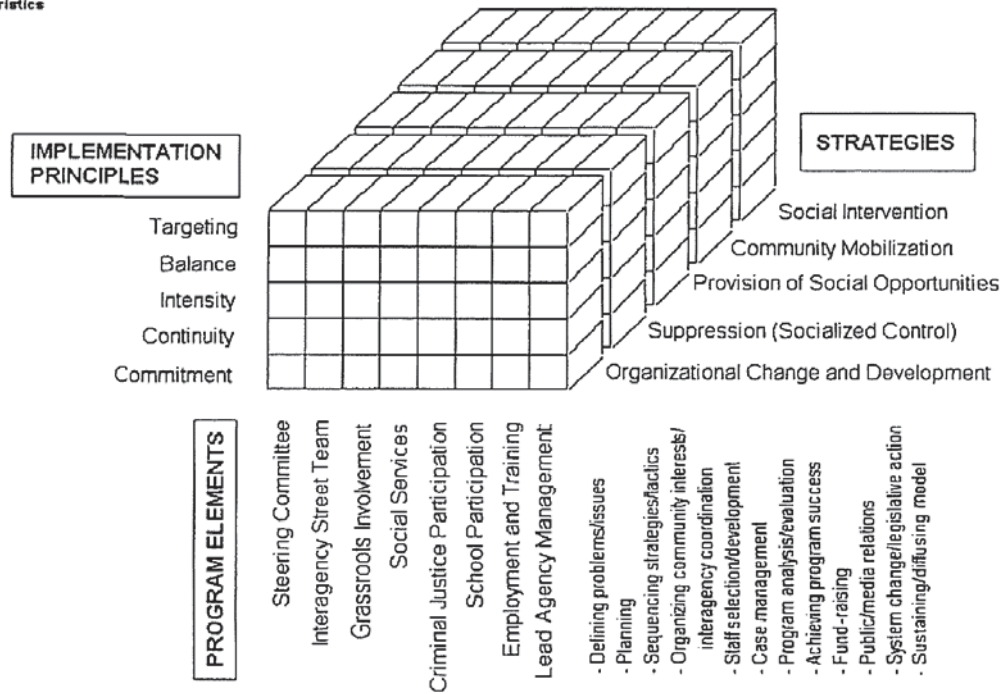 IMPLEMENTATION
PRINCIPLES
Targeting
Balance
Intensity
Continuity
Commitment
STRATEGIES
Social Intervention
Community Mobilization
Provision of Social Opportunities
Suppression (Socialized Control)
Organizational Change and Development
PROGRAM ELEMENTS
Steering Committee
Interagency Street Team
Grassroots Involvement
Social Services
Criminal Justice Participation
School Participation
Employment and Training
Lead Agency Management
- Defining problems/issues
- Planning
- Sequencing strategies/tactics
- Organizing community interests/
interagency coordination
- Staff selection/development
- Case management
- Program analysis/evaluation
- Achieving program success
- Fund-raising
- Public/media relations
- System change/legislative action
- Sustaining/diffusing model